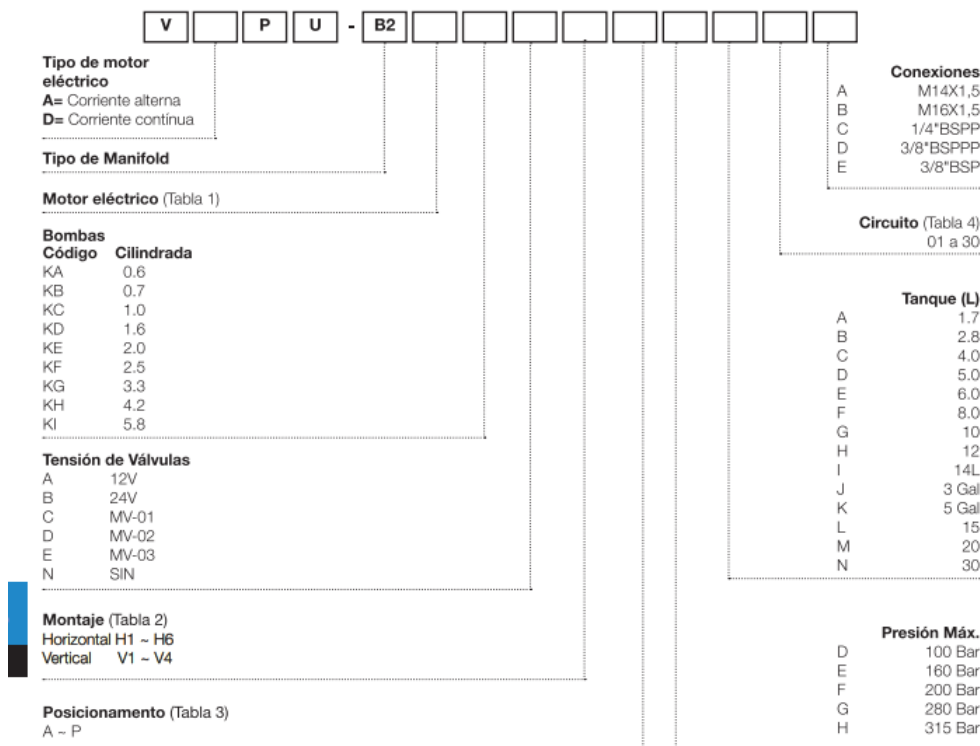 V P U - B2
Tipo de motor
eléctrico
A= Corriente alterna
D= Corriente contínua
Tipo de Manifold
Motor eléctrico (Tabla 1)
Bombas
Código Cilindrada
KA 0.6
KB 0.7
KC 1.0
KD 1.6
KE 2.0
KF 2.5
KG 3.3
KH 4.2
KI 5.8
Tensión de Válvulas
A 12V
B 24V
C MV-01
D MV-02
E MV-03
N SIN
Montaje (Tabla 2)
Horizontal H1 ~ H6
Vertical V1 ~ V4
Posicionamento (Tabla 3)
A ~ P
Conexiones
A M14X1,5
B M16X1,5
C 1/4"BSPP
D 3/8"BSPPP
E 3/8"BSP
Circuito (Tabla 4)
01 a 30
Tanque (L)
A 1.7
B 2.8
C 4.0
D 5.0
E 6.0
F 8.0
G 10
H 12
I 14L
J 3 Gal
K 5 Gal
L 15
M 20
N 30
Presión Máx.
D 100 Bar
E 160 Bar
F 200 Bar
G 280 Bar
H 315 Bar